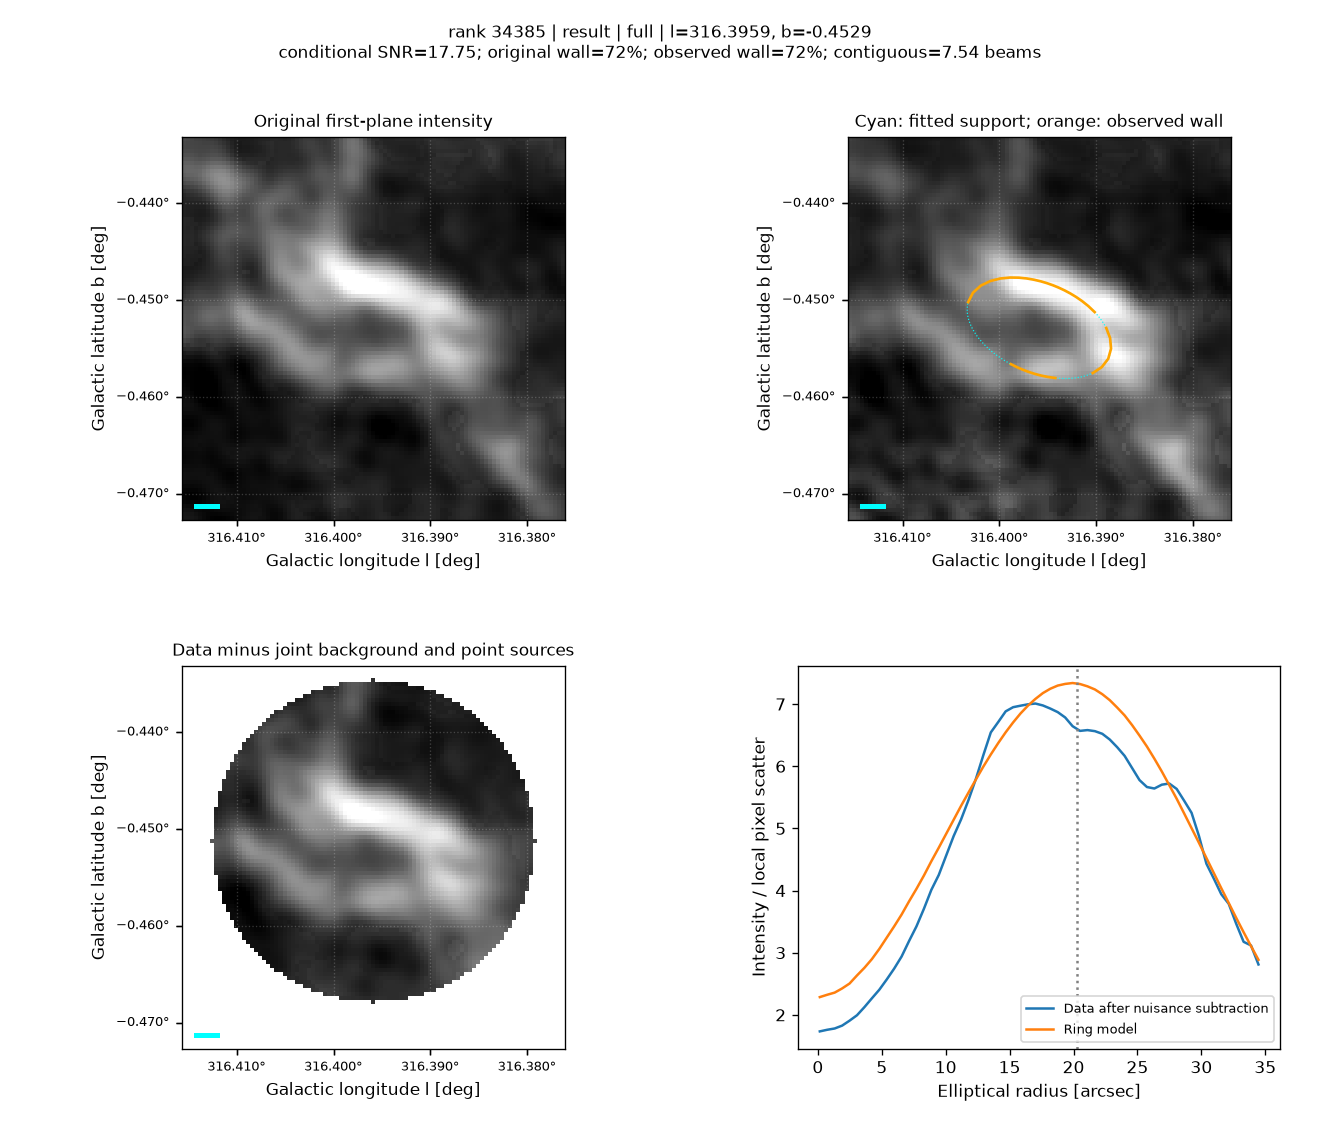 rank 34385 | result | full | l=316.3959, b=-0.4529
conditional SNR=17.75; original wall=72%; observed wall=72%; contiguous=7.54 beams
Original first-plane intensity
Cyan: fitted support; orange: observed wall
Galactic latitude b [deg]
−0.440°
−0.450°
−0.460°
−0.470°
316.410°
316.400°
316.390°
316.380°
Galactic longitude l [deg]
Galactic latitude b [deg]
−0.440°
−0.450°
−0.460°
−0.470°
316.410°
316.400°
316.390°
316.380°
Galactic longitude l [deg]
Data minus joint background and point sources
Galactic latitude b [deg]
−0.440°
−0.450°
−0.460°
−0.470°
316.410°
316.400°
316.390°
316.380°
Galactic longitude l [deg]
Intensity / local pixel scatter
7
6
5
4
3
2
0
5
10
15
20
25
30
35
Elliptical radius [arcsec]
Data after nuisance subtraction
Ring model